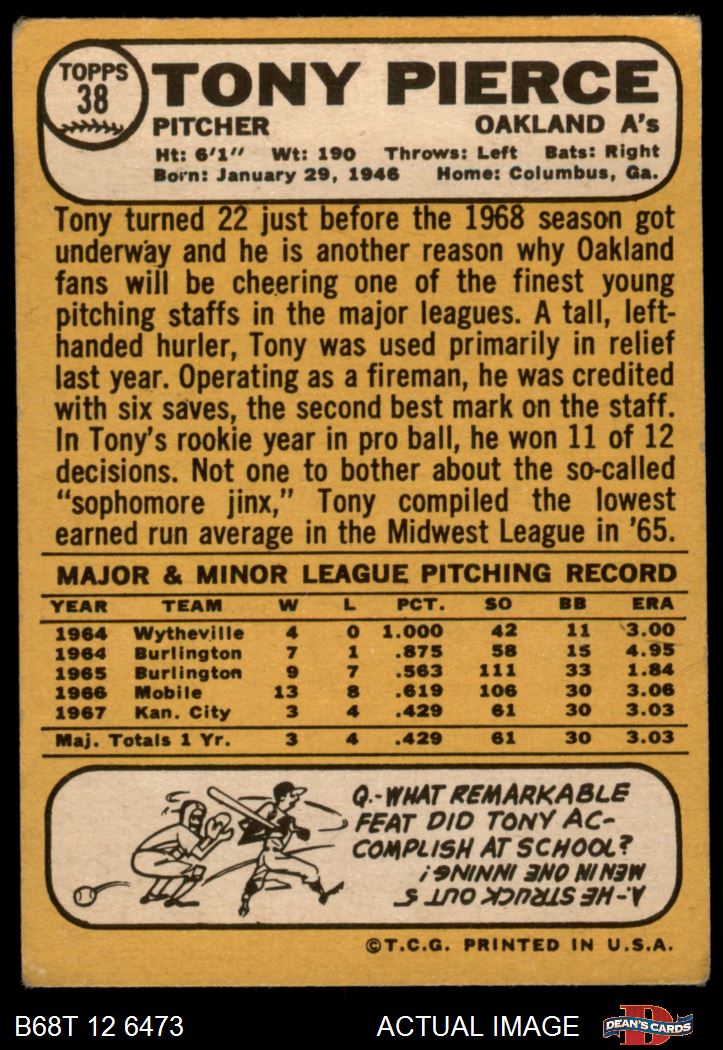 TOPPS
38
TONY PIERCE
PITCHER OAKLAND A's
Ht: 6'1" Wt: 190 Throws: Left Bats: Right
Born: January 29, 1946 Home: Columbus, Ga.
Tony turned 22 just before the 1968 season got
underway and he is another reason why Oakland
fans will be cheering one of the finest young
pitching staffs in the major leagues. A tall, left-
handed hurler, Tony was used primarily in relief
last year. Operating as a fireman, he was credited
with six saves, the second best mark on the staff.
In Tony's rookie year in pro ball, he won 11 of 12
decisions. Not one to bother about the so-called
"sophomore jinx," Tony compiled the lowest
earned run average in the Midwest League in '65.
MAJOR & MINOR LEAGUE PITCHING RECORD
YEAR TEAM W L PCT. SO BB ERA
1964 Wytheville 4 0 1.000 42 11 3.00
1964 Burlington 7 1 .875 58 15 4.95
1965 Burlington 9 7 .563 111 33 1.84
1966 Mobile 13 8 .619 106 30 3.06
1967 Kan. City 3 4 .429 61 30 3.03
Maj. Totals 1 Yr. 3 4 .429 61 30 3.03
Q.-WHAT REMARKABLE
FEAT DID TONY AC-
COMPLISH AT SCHOOL?
A-HE STRUCK OUT 5
MEN IN ONE INNING!
©T.C.G. PRINTED IN U.S.A.
B68T 12 6473 ACTUAL IMAGE D DEAN'S CARDS